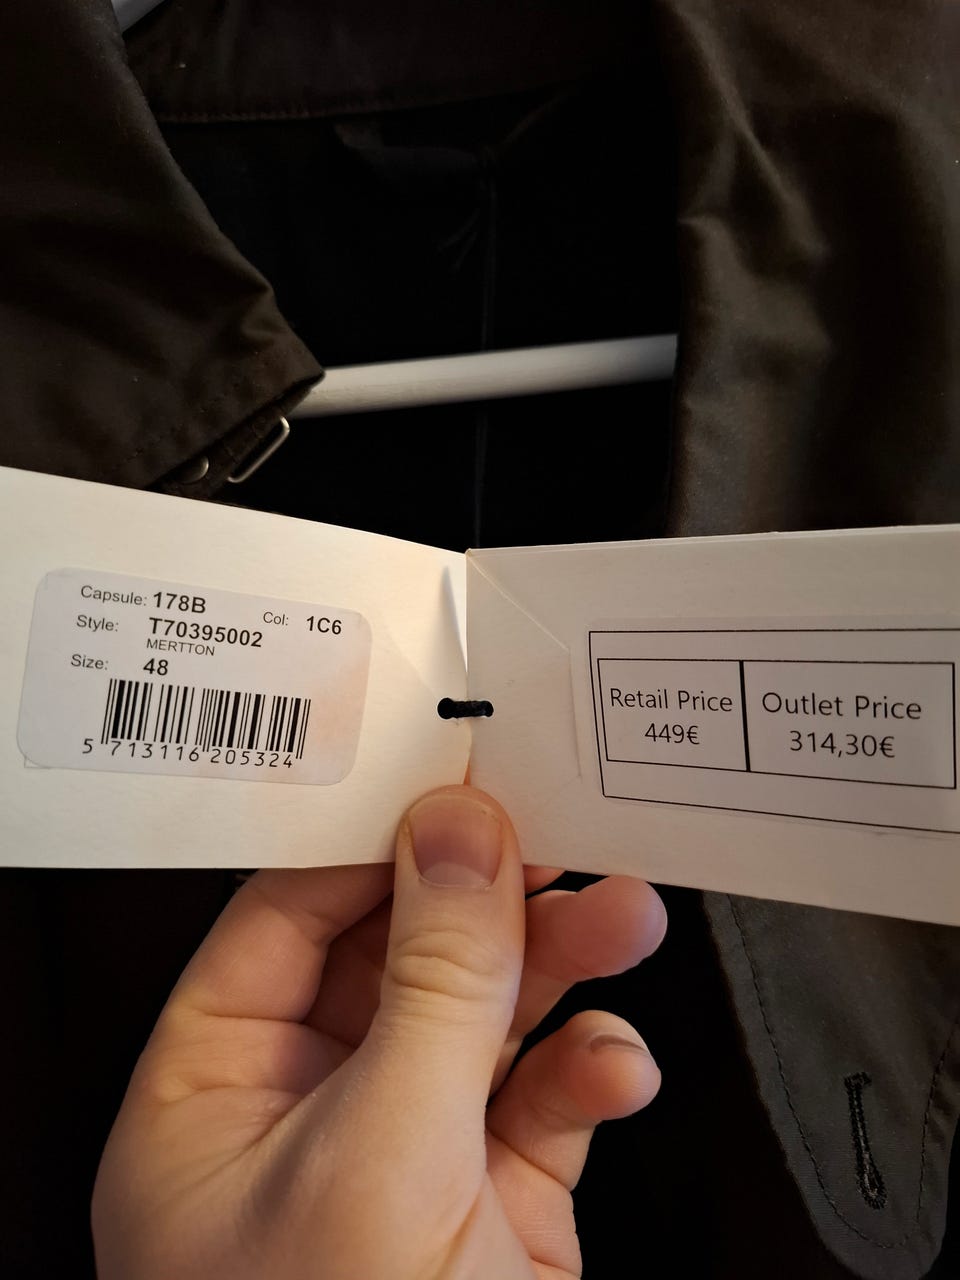 Capsule: 178B
Col: 1C6
Style: T70395002
MERTTON
Size: 48
5 713116 205324
Retail Price
449€
Outlet Price
314,30€